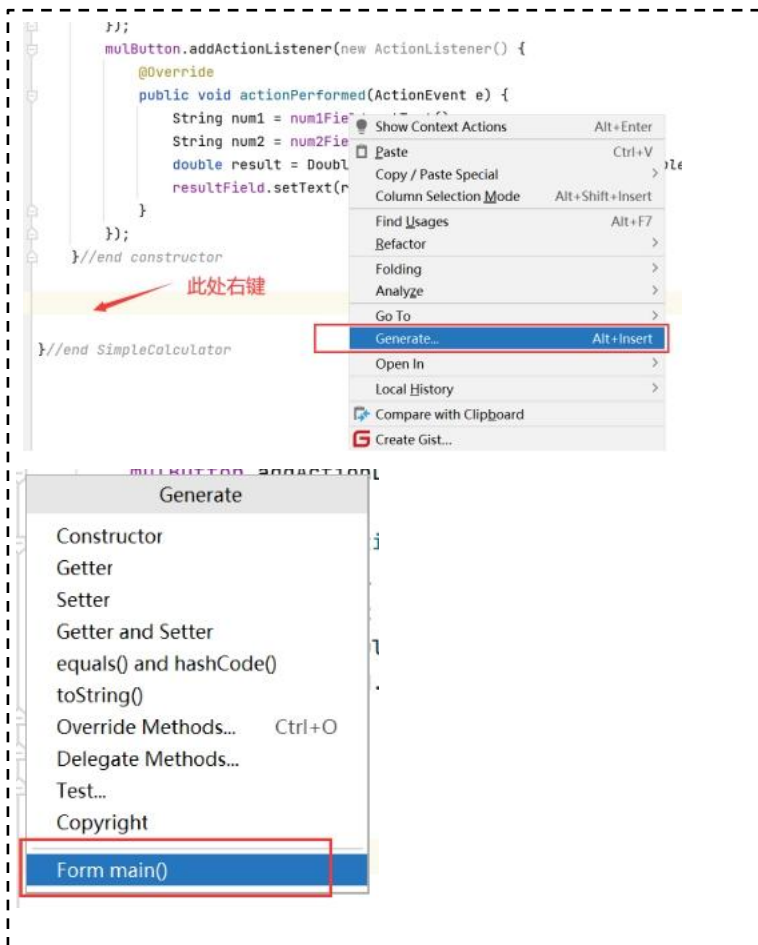 });
mulButton.addActionListener(new ActionListener() {
@Override
public void actionPerformed(ActionEvent e) {
String num1 = num1Fie
String num2 = num2Fie
double result = Doubl
resultField.setText(r
}
});
}//end constructor
此处右键
}//end SimpleCalculator
Show Context Actions Alt+Enter
Paste Ctrl+V
Copy / Paste Special
Column Selection Mode Alt+Shift+Insert
Find Usages Alt+F7
Refactor
Folding
Analyze
Go To
Generate... Alt+Insert
Open In
Local History
Compare with Clipboard
Create Gist...
Generate
Constructor
Getter
Setter
Getter and Setter
equals() and hashCode()
toString()
Override Methods... Ctrl+O
Delegate Methods...
Test...
Copyright
Form main()